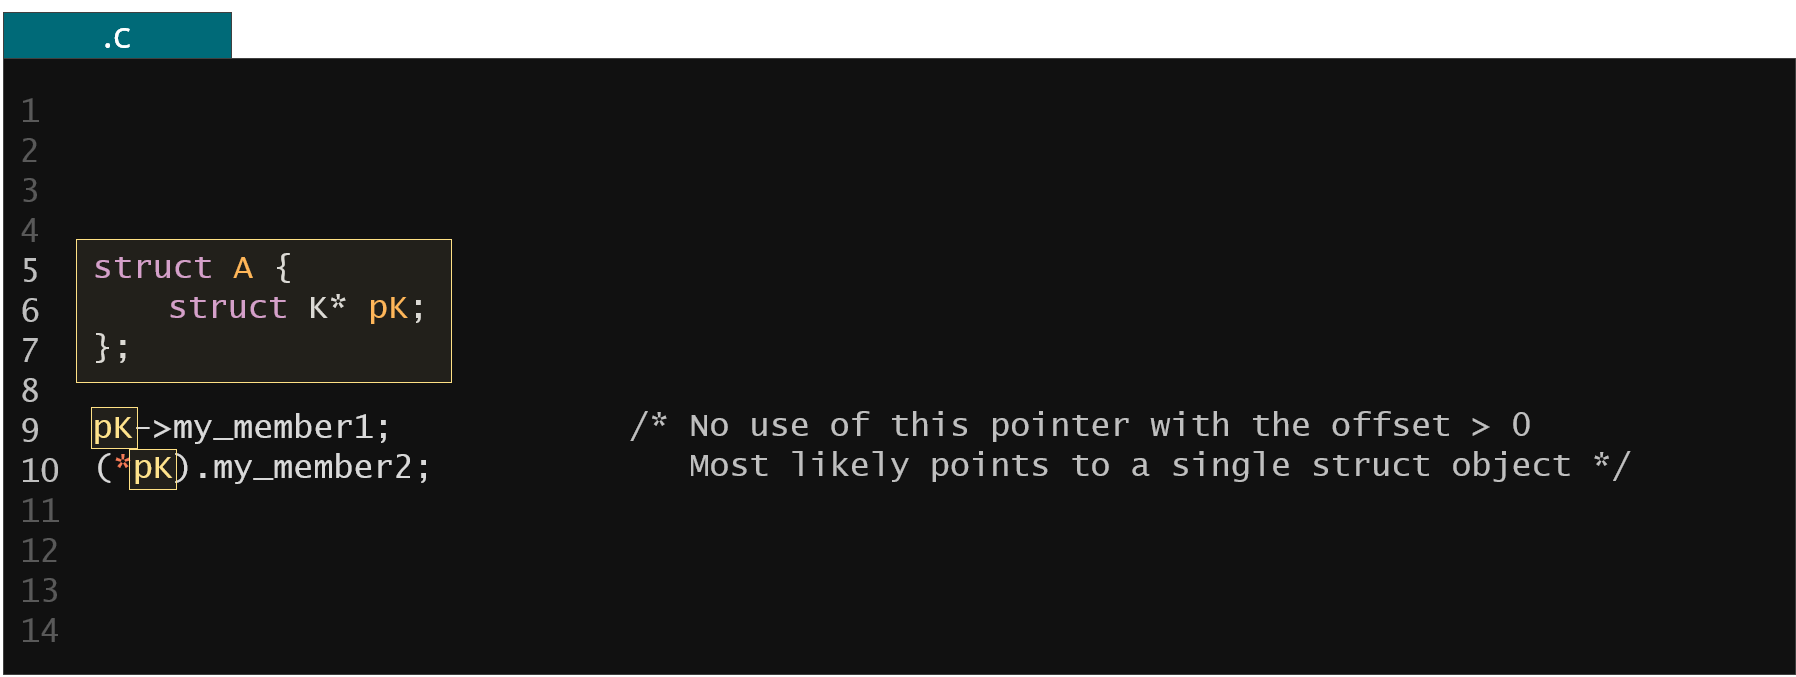 .c
1
2
3
4
5 struct A {
6 struct K* pK;
7 };
8
9 pK->my_member1; /* No use of this pointer with the offset > 0
10 (*pK).my_member2; Most likely points to a single struct object */
11
12
13
14